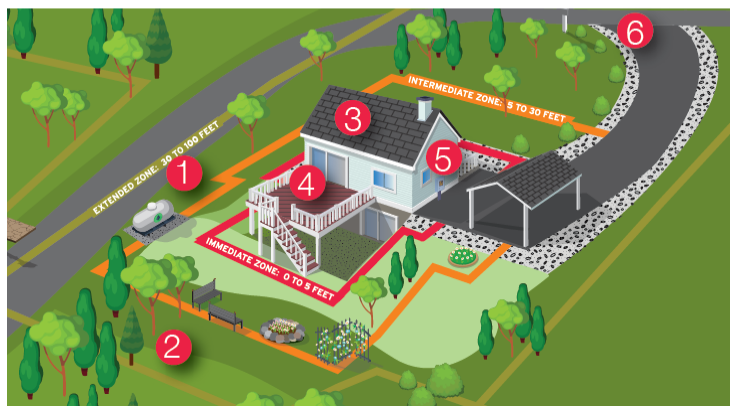 6
INTERMEDIATE ZONE: 5 TO 30 FEET
3
5
EXTENDED ZONE: 30 TO 100 FEET
1
4
IMMEDIATE ZONE: 0 TO 5 FEET
2